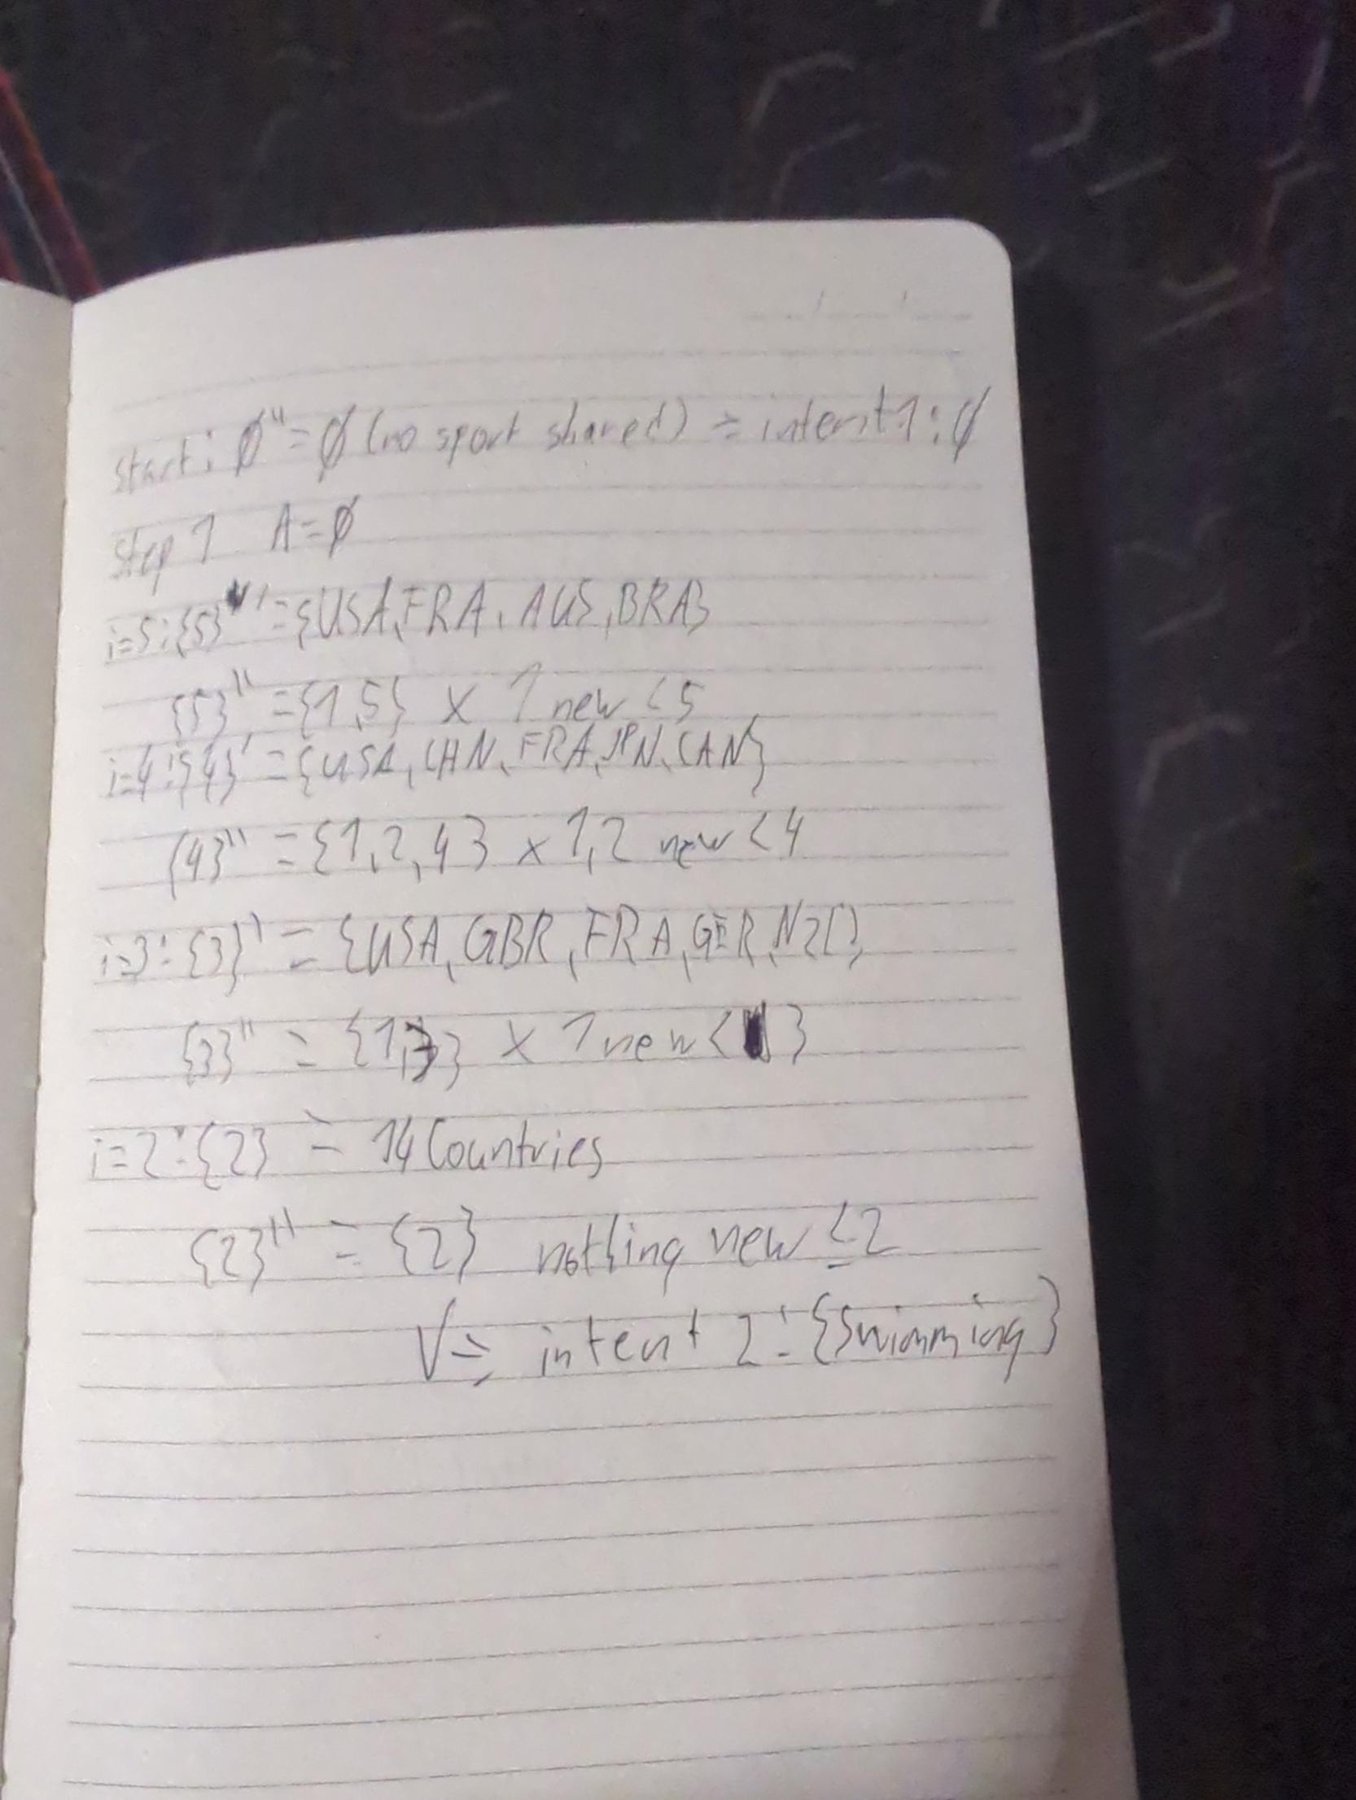 Start: ∅'' = ∅ (no sport shared) ⇒ intent 1: ∅
Step 1 A = ∅
i=5: {5}' = {USA, FRA, AUS, BRA}
{5}'' = {1,5} × 1 new < 5
i=4: {4}' = {USA, CHN, FRA, JPN, CAN}
{4}'' = {1,2,4} × 1,2 new < 4
i=3: {3}' = {USA, GBR, FRA, GER, NZL}
{3}'' = {1,3} × 1 new < 3
i=2: {2} = 14 Countries
{2}'' = {2} nothing new < 2
√ ⇒ intent 2: {Swimming}